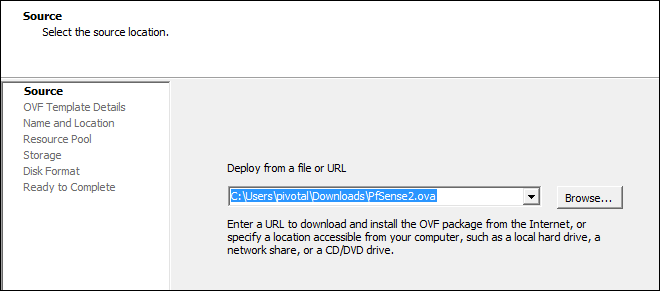 Source
Select the source location.
Source
OVF Template Details
Name and Location
Resource Pool
Storage
Disk Format
Ready to Complete
Deploy from a file or URL
C:\Users\pivotal\Downloads\PfSense2.ova
Browse...
Enter a URL to download and install the OVF package from the Internet, or
specify a location accessible from your computer, such as a local hard drive, a
network share, or a CD/DVD drive.